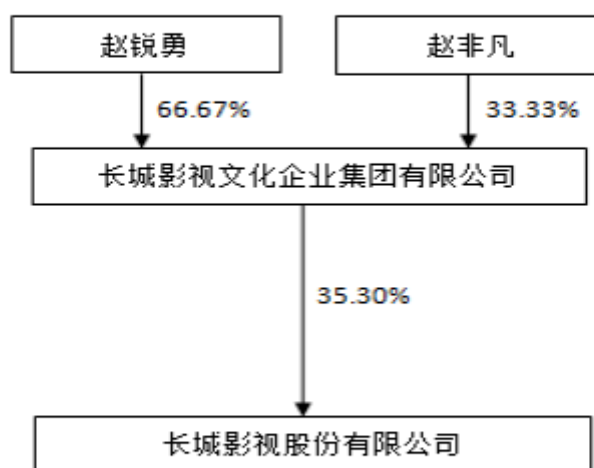 赵锐勇
赵非凡
66.67%
33.33%
长城影视文化企业集团有限公司
35.30%
长城影视股份有限公司